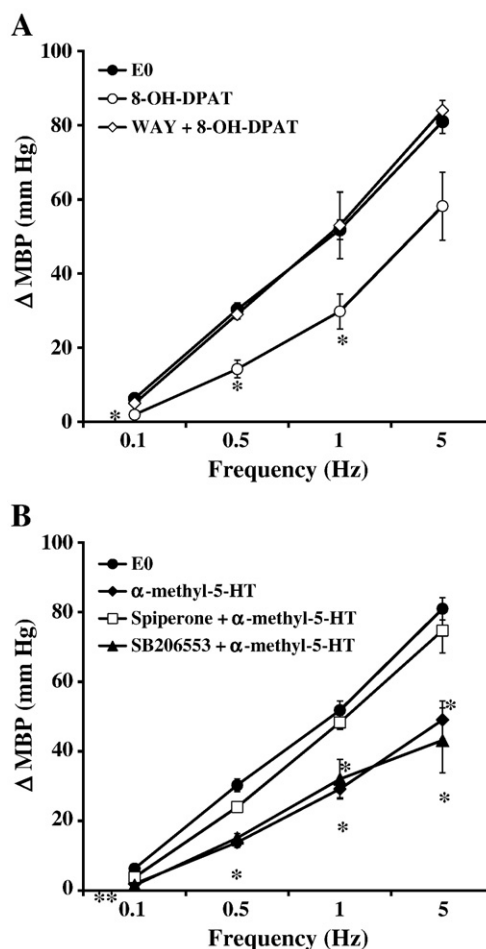 A
100
80
60
40
20
0
Δ MBP (mm Hg)
E0
8-OH-DPAT
WAY + 8-OH-DPAT
*
*
*
0.1 0.5 1 5
Frequency (Hz)
B
100
80
60
40
20
0
Δ MBP (mm Hg)
E0
α-methyl-5-HT
Spiperone + α-methyl-5-HT
SB206553 + α-methyl-5-HT
*
*
*
*
*
**
0.1 0.5 1 5
Frequency (Hz)